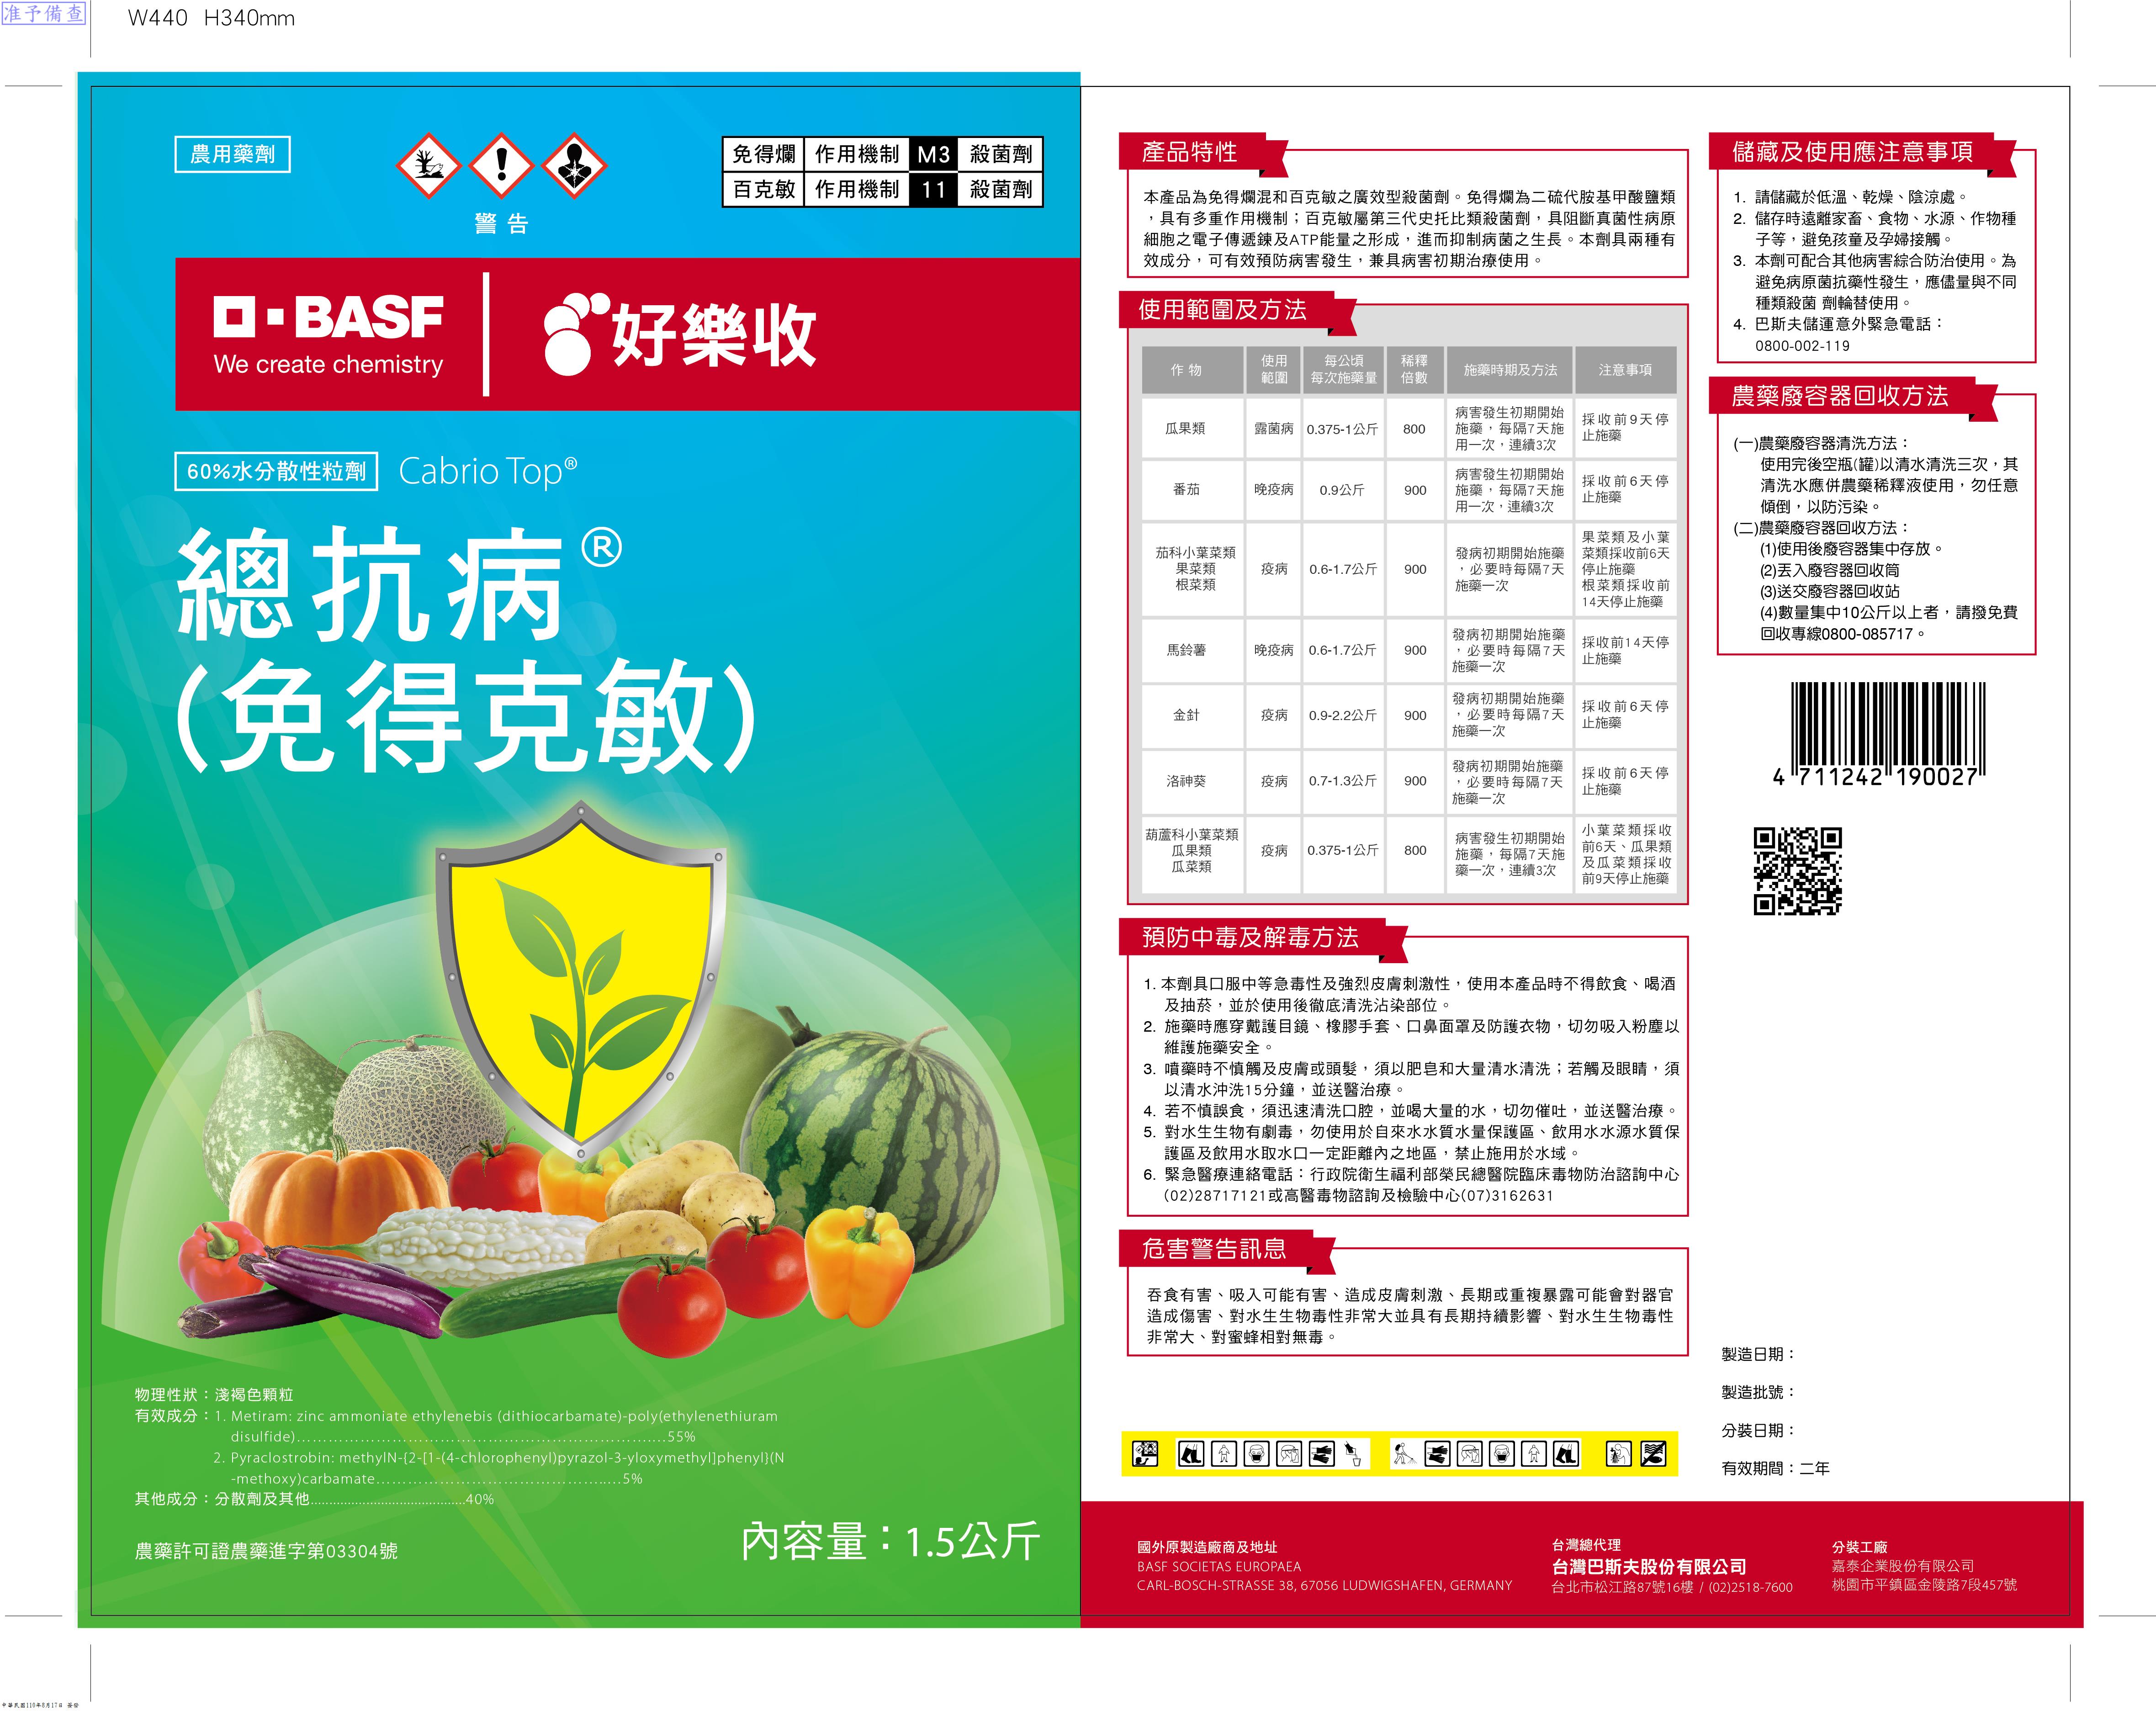 准予備查
W440 H340mm
農用藥劑
警告
免得爛 作用機制 M3 殺菌劑
百克敏 作用機制 11 殺菌劑
BASF
We create chemistry
好樂收
60%水分散性粒劑
Cabrio Top®
總抗病®
(免得克敏)
物理性狀：淺褐色顆粒
有效成分：1. Metiram: zinc ammoniate ethylenebis (dithiocarbamate)-poly(ethylenethiuram
disulfide)……………………………………………………………55%
2. Pyraclostrobin: methylN-{2-[1-(4-chlorophenyl)pyrazol-3-yloxymethyl]phenyl}(N
-methoxy)carbamate…………………………………......5%
其他成分：分散劑及其他..........................................40%
農藥許可證農藥進字第03304號
內容量：1.5公斤
產品特性
本產品為免得爛混和百克敏之廣效型殺菌劑。免得爛為二硫代胺基甲酸鹽類
，具有多重作用機制；百克敏屬第三代史托比類殺菌劑，具阻斷真菌性病原
細胞之電子傳遞鍊及ATP能量之形成，進而抑制病菌之生長。本劑具兩種有
效成分，可有效預防病害發生，兼具病害初期治療使用。
使用範圍及方法
作物 使用範圍 每公頃每次施藥量 稀釋倍數 施藥時期及方法 注意事項
瓜果類 露菌病 0.375-1公斤 800 病害發生初期開始施藥，每隔7天施用一次，連續3次 採收前9天停止施藥
番茄 晚疫病 0.9公斤 900 病害發生初期開始施藥，每隔7天施用一次，連續3次 採收前6天停止施藥
茄科小葉菜類 果菜類 根菜類 疫病 0.6-1.7公斤 900 發病初期開始施藥，必要時每隔7天施藥一次 果菜類及小葉菜類採收前6天停止施藥 根菜類採收前14天停止施藥
馬鈴薯 晚疫病 0.6-1.7公斤 900 發病初期開始施藥，必要時每隔7天施藥一次 採收前14天停止施藥
金針 疫病 0.9-2.2公斤 900 發病初期開始施藥，必要時每隔7天施藥一次 採收前6天停止施藥
洛神葵 疫病 0.7-1.3公斤 900 發病初期開始施藥，必要時每隔7天施藥一次 採收前6天停止施藥
葫蘆科小葉菜類 瓜果類 瓜菜類 疫病 0.375-1公斤 800 病害發生初期開始施藥，每隔7天施藥一次，連續3次 小葉菜類採收前6天、瓜果類及瓜菜類採收前9天停止施藥
預防中毒及解毒方法
1. 本劑具口服中等急毒性及強烈皮膚刺激性，使用本產品時不得飲食、喝酒
及抽菸，並於使用後徹底清洗沾染部位。
2. 施藥時應穿戴護目鏡、橡膠手套、口鼻面罩及防護衣物，切勿吸入粉塵以
維護施藥安全。
3. 噴藥時不慎觸及皮膚或頭髮，須以肥皂和大量清水清洗；若觸及眼睛，須
以清水沖洗15分鐘，並送醫治療。
4. 若不慎誤食，須迅速清洗口腔，並喝大量的水，切勿催吐，並送醫治療。
5. 對水生生物有劇毒，勿使用於自來水水質水量保護區、飲用水水源水質保
護區及飲用水取水口一定距離內之地區，禁止施用於水域。
6. 緊急醫療連絡電話：行政院衛生福利部榮民總醫院臨床毒物防治諮詢中心
(02)28717121或高醫毒物諮詢及檢驗中心(07)3162631
危害警告訊息
吞食有害、吸入可能有害、造成皮膚刺激、長期或重複暴露可能會對器官
造成傷害、對水生生物毒性非常大並具有長期持續影響、對水生生物毒性
非常大、對蜜蜂相對無毒。
儲藏及使用應注意事項
1. 請儲藏於低溫、乾燥、陰涼處。
2. 儲存時遠離家畜、食物、水源、作物種
子等，避免孩童及孕婦接觸。
3. 本劑可配合其他病害綜合防治使用。為
避免病原菌抗藥性發生，應儘量與不同
種類殺菌 劑輪替使用。
4. 巴斯夫儲運意外緊急電話：
0800-002-119
農藥廢容器回收方法
(一)農藥廢容器清洗方法：
使用完後空瓶(罐)以清水清洗三次，其
清洗水應併農藥稀釋液使用，勿任意
傾倒，以防污染。
(二)農藥廢容器回收方法：
(1)使用後廢容器集中存放。
(2)丟入廢容器回收筒
(3)送交廢容器回收站
(4)數量集中10公斤以上者，請撥免費
回收專線0800-085717。
4 711242 190027
製造日期：
製造批號：
分裝日期：
有效期間：二年
國外原製造廠商及地址
BASF SOCIETAS EUROPAEA
CARL-BOSCH-STRASSE 38, 67056 LUDWIGSHAFEN, GERMANY
台灣總代理
台灣巴斯夫股份有限公司
台北市松江路87號16樓 / (02)2518-7600
分裝工廠
嘉泰企業股份有限公司
桃園市平鎮區金陵路7段457號
中華民國110年8月17日